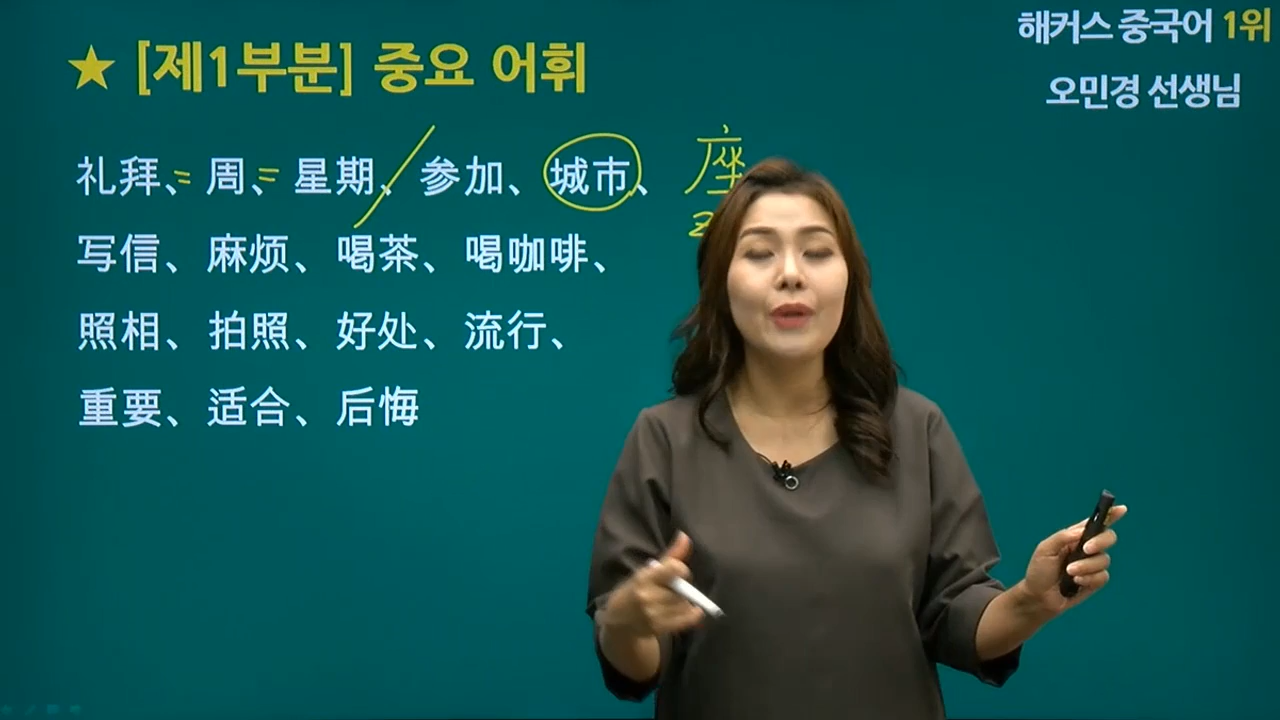 해커스 중국어 1위
오민경 선생님
★ [제1부분] 중요 어휘
礼拜、= 周、= 星期、/ 参加、城市、座
写信、麻烦、喝茶、喝咖啡、
照相、拍照、好处、流行、
重要、适合、后悔